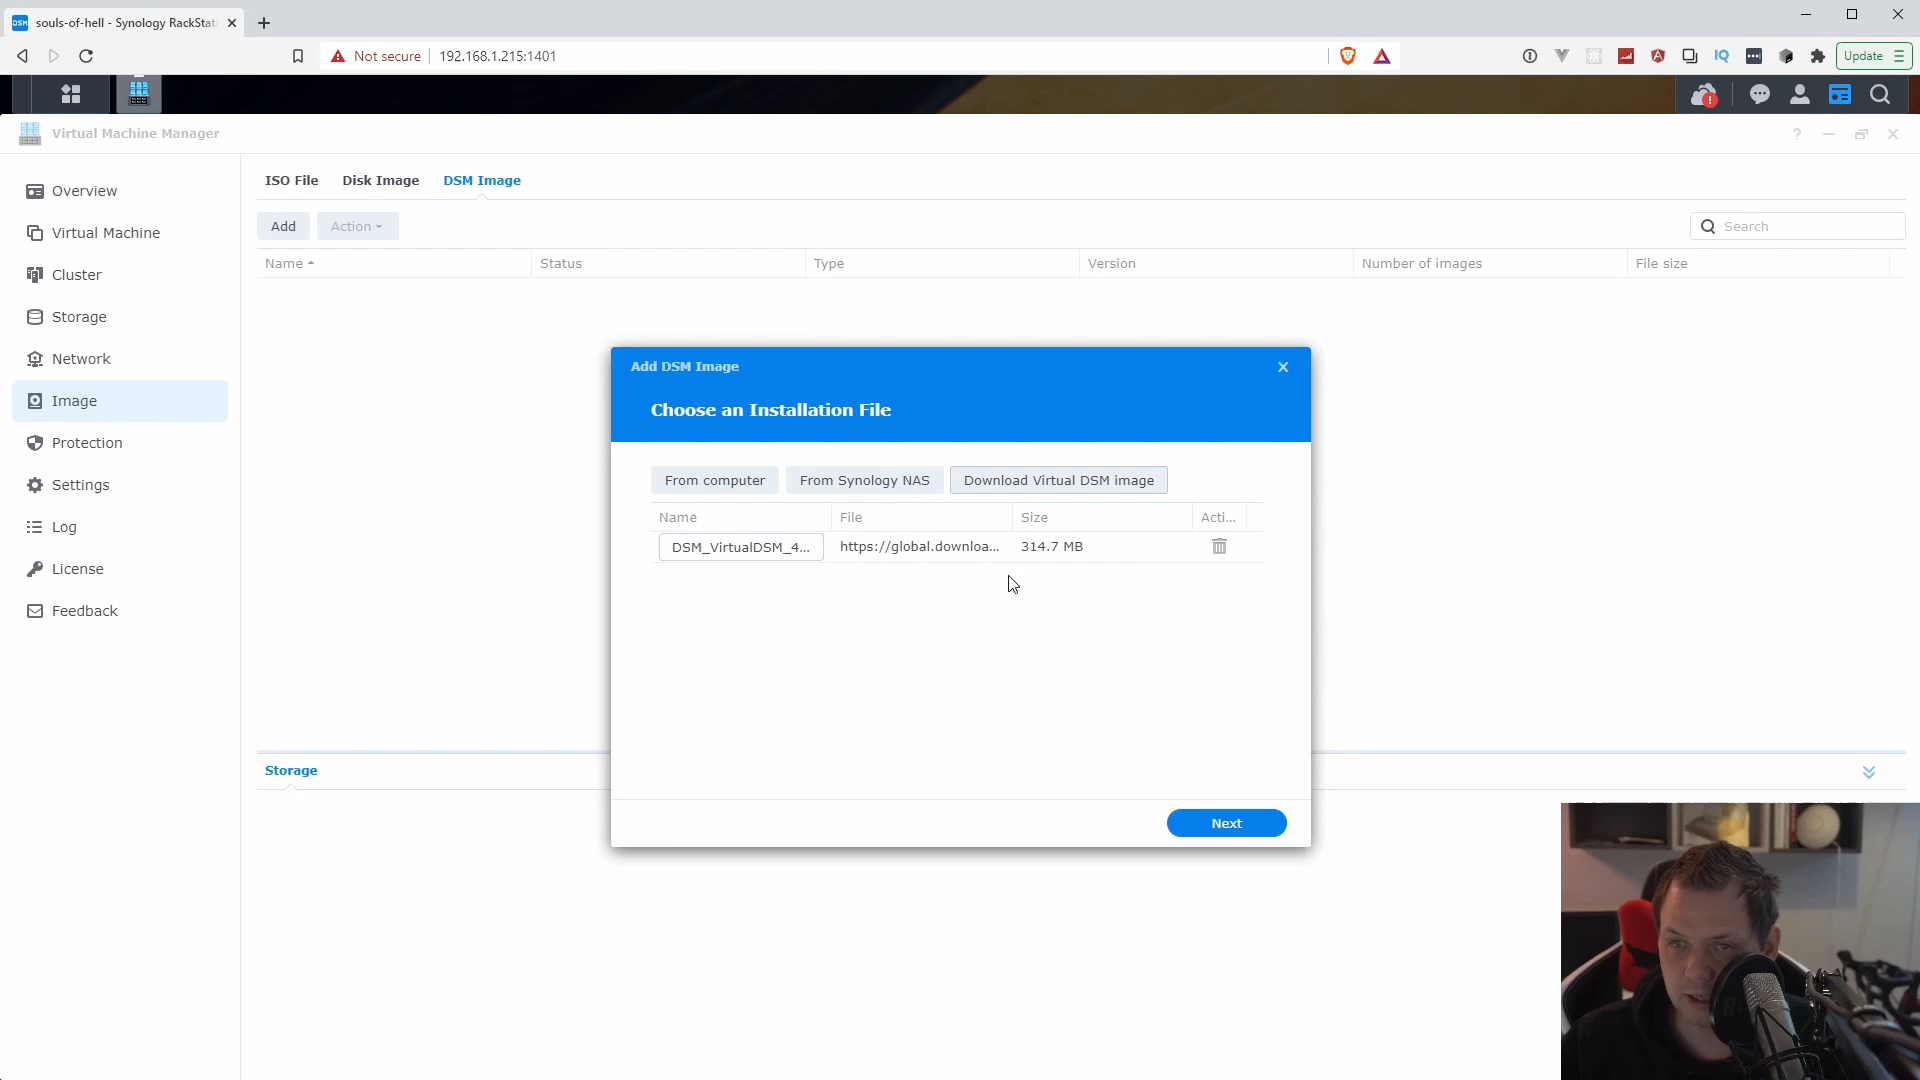 souls-of-hell - Synology RackStati
Not secure
192.168.1.215:1401
Update
Virtual Machine Manager
Overview
Virtual Machine
Cluster
Storage
Network
Image
Protection
Settings
Log
License
Feedback
ISO File
Disk Image
DSM Image
Add
Action
Search
Name
Status
Type
Version
Number of images
File size
Add DSM Image
Choose an Installation File
From computer
From Synology NAS
Download Virtual DSM image
Name
File
Size
Acti...
DSM_VirtualDSM_4...
https://global.downloa...
314.7 MB
Next
Storage